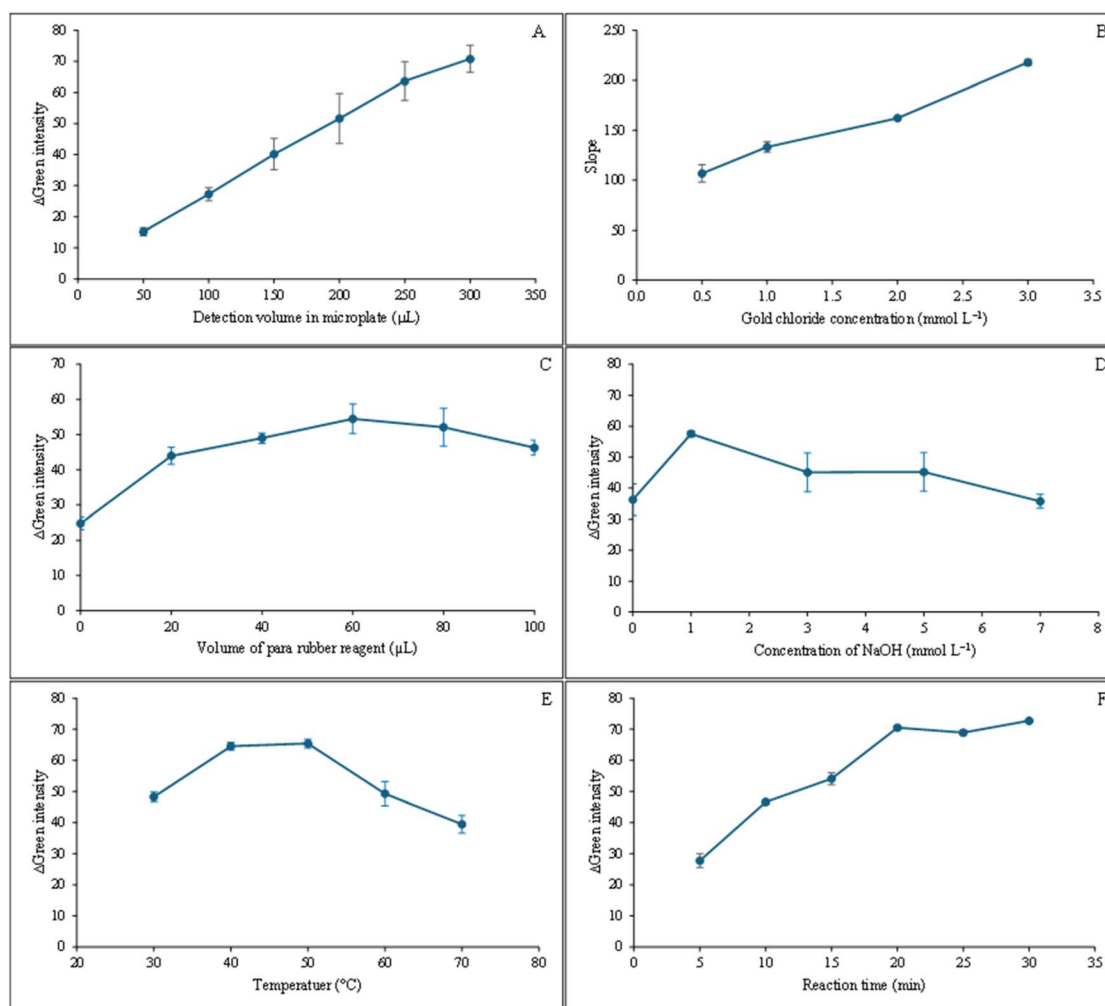 A
80
70
60
50
40
30
20
10
0
ΔGreen intensity
0 50 100 150 200 250 300 350
Detection volume in microplate (µL)
B
250
200
150
100
50
0
Slope
0.0 0.5 1.0 1.5 2.0 2.5 3.0 3.5
Gold chloride concentration (mmol L⁻¹)
C
70
60
50
40
30
20
10
0
ΔGreen intensity
0 20 40 60 80 100
Volume of para rubber reagent (µL)
D
80
70
60
50
40
30
20
10
0
ΔGreen intensity
0 1 2 3 4 5 6 7 8
Concentration of NaOH (mmol L⁻¹)
E
80
70
60
50
40
30
20
10
0
ΔGreen intensity
20 30 40 50 60 70 80
Temperatuer (°C)
F
80
70
60
50
40
30
20
10
0
ΔGreen intensity
0 5 10 15 20 25 30 35
Reaction time (min)